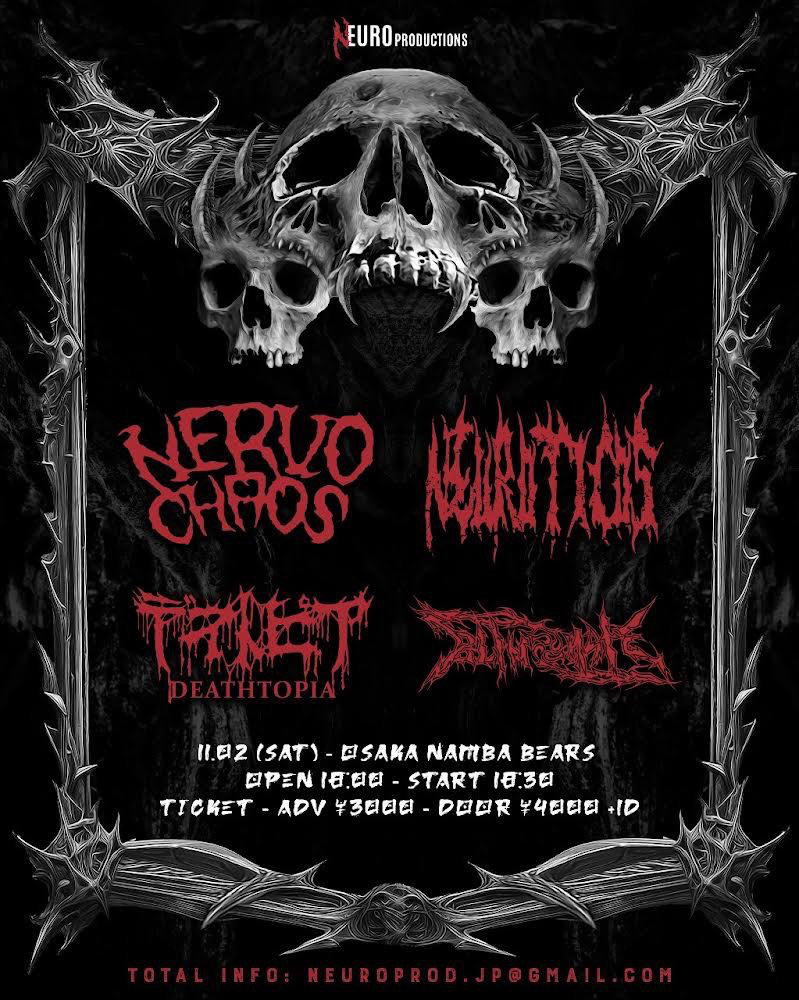 NEURO PRODUCTIONS
NERVO
CHAOS
NEUROTICOS
DEATHTOPIA
11.02 (SAT) - OSAKA NAMBA BEARS
OPEN 18.00 - START 18.30
TICKET - ADV ¥3000 - DOOR ¥4000 +1D
TOTAL INFO: NEUROPROD.JP@GMAIL.COM